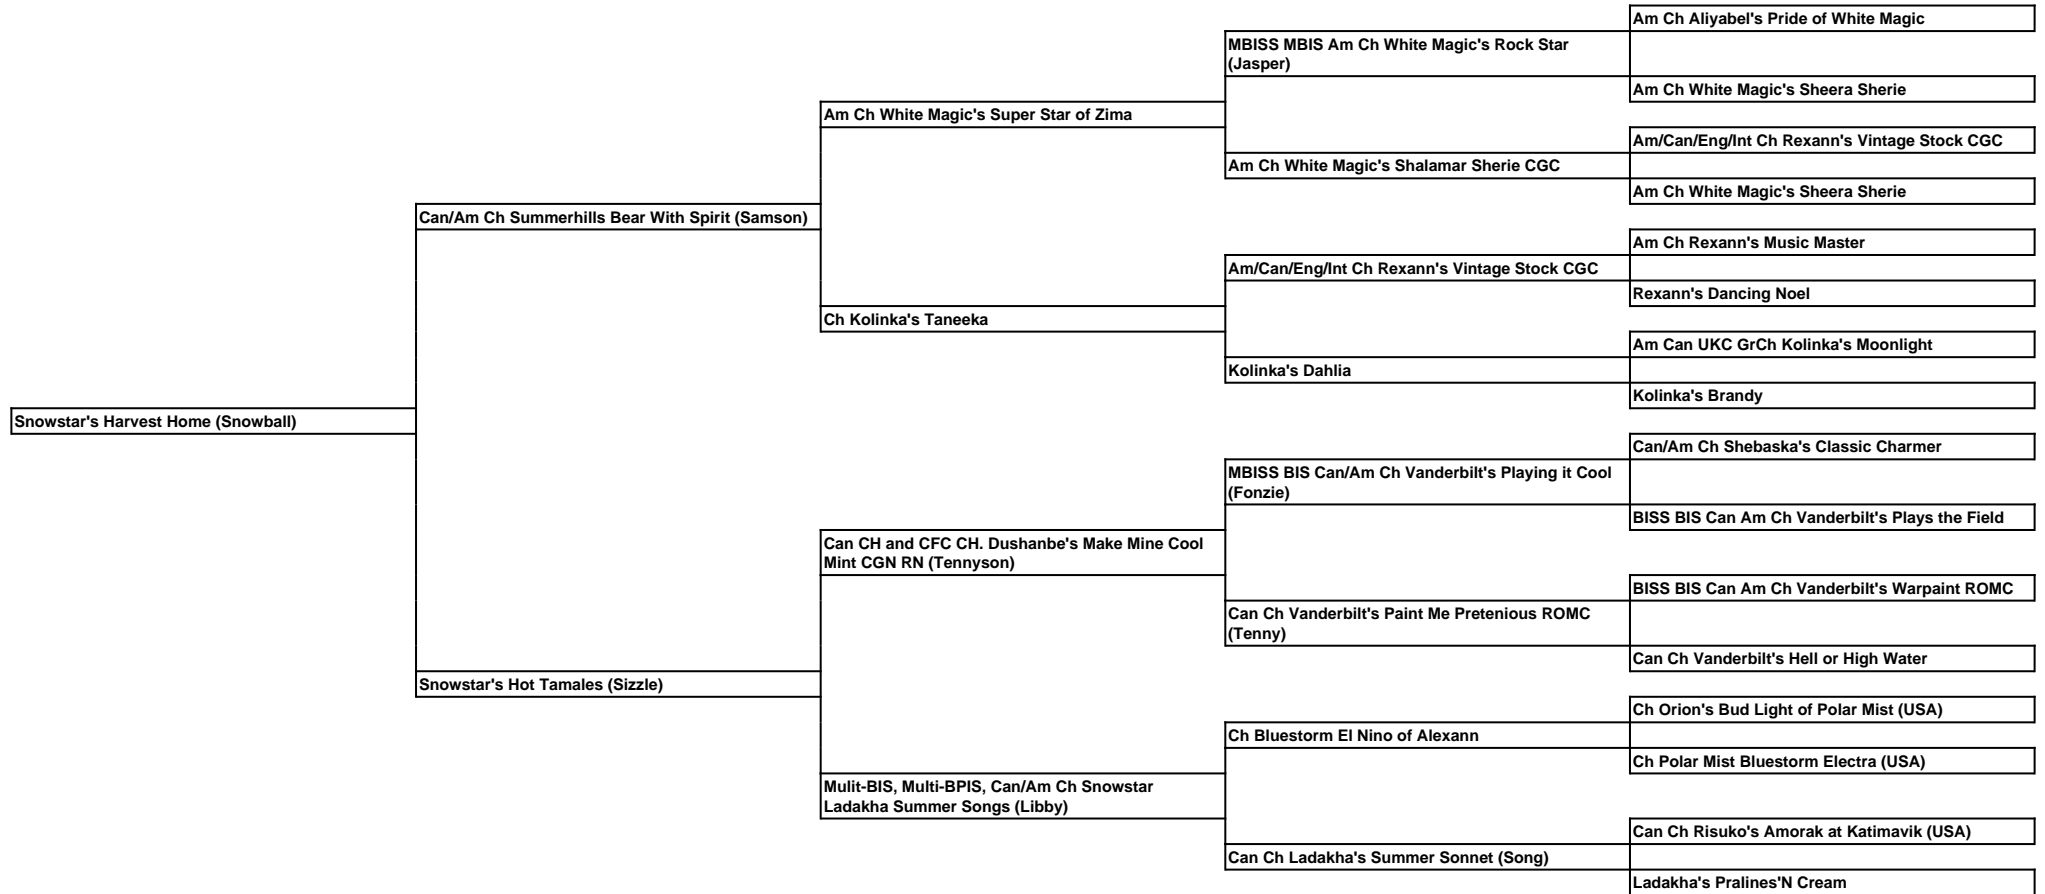 Am Ch Aliyabel's Pride of White Magic
MBISS MBIS Am Ch White Magic's Rock Star
(Jasper)
Am Ch White Magic's Sheera Sherie
Am Ch White Magic's Super Star of Zima
Am/Can/Eng/Int Ch Rexann's Vintage Stock CGC
Am Ch White Magic's Shalamar Sherie CGC
Am Ch White Magic's Sheera Sherie
Can/Am Ch Summerhills Bear With Spirit (Samson)
Am Ch Rexann's Music Master
Am/Can/Eng/Int Ch Rexann's Vintage Stock CGC
Rexann's Dancing Noel
Ch Kolinka's Taneeka
Am Can UKC GrCh Kolinka's Moonlight
Kolinka's Dahlia
Kolinka's Brandy
Snowstar's Harvest Home (Snowball)
Can/Am Ch Shebaska's Classic Charmer
MBISS BIS Can/Am Ch Vanderbilt's Playing it Cool
(Fonzie)
BISS BIS Can Am Ch Vanderbilt's Plays the Field
Can CH and CFC CH. Dushanbe's Make Mine Cool
Mint CGN RN (Tennyson)
BISS BIS Can Am Ch Vanderbilt's Warpaint ROMC
Can Ch Vanderbilt's Paint Me Pretenious ROMC
(Tenny)
Can Ch Vanderbilt's Hell or High Water
Snowstar's Hot Tamales (Sizzle)
Ch Orion's Bud Light of Polar Mist (USA)
Ch Bluestorm El Nino of Alexann
Ch Polar Mist Bluestorm Electra (USA)
Mulit-BIS, Multi-BPIS, Can/Am Ch Snowstar
Ladakha Summer Songs (Libby)
Can Ch Risuko's Amorak at Katimavik (USA)
Can Ch Ladakha's Summer Sonnet (Song)
Ladakha's Pralines'N Cream